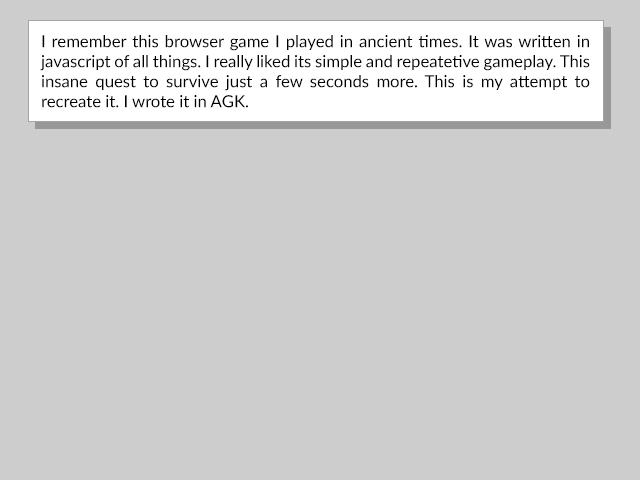 I remember this browser game I played in ancient times. It was written in
javascript of all things. I really liked its simple and repeatetive gameplay. This
insane quest to survive just a few seconds more. This is my attempt to
recreate it. I wrote it in AGK.